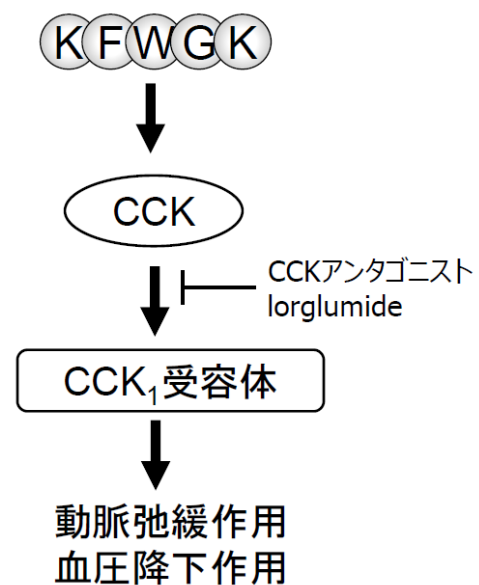 KFWGK
CCK
CCKアンタゴニスト
lorglumide
CCK₁受容体
動脈弛緩作用
血圧降下作用